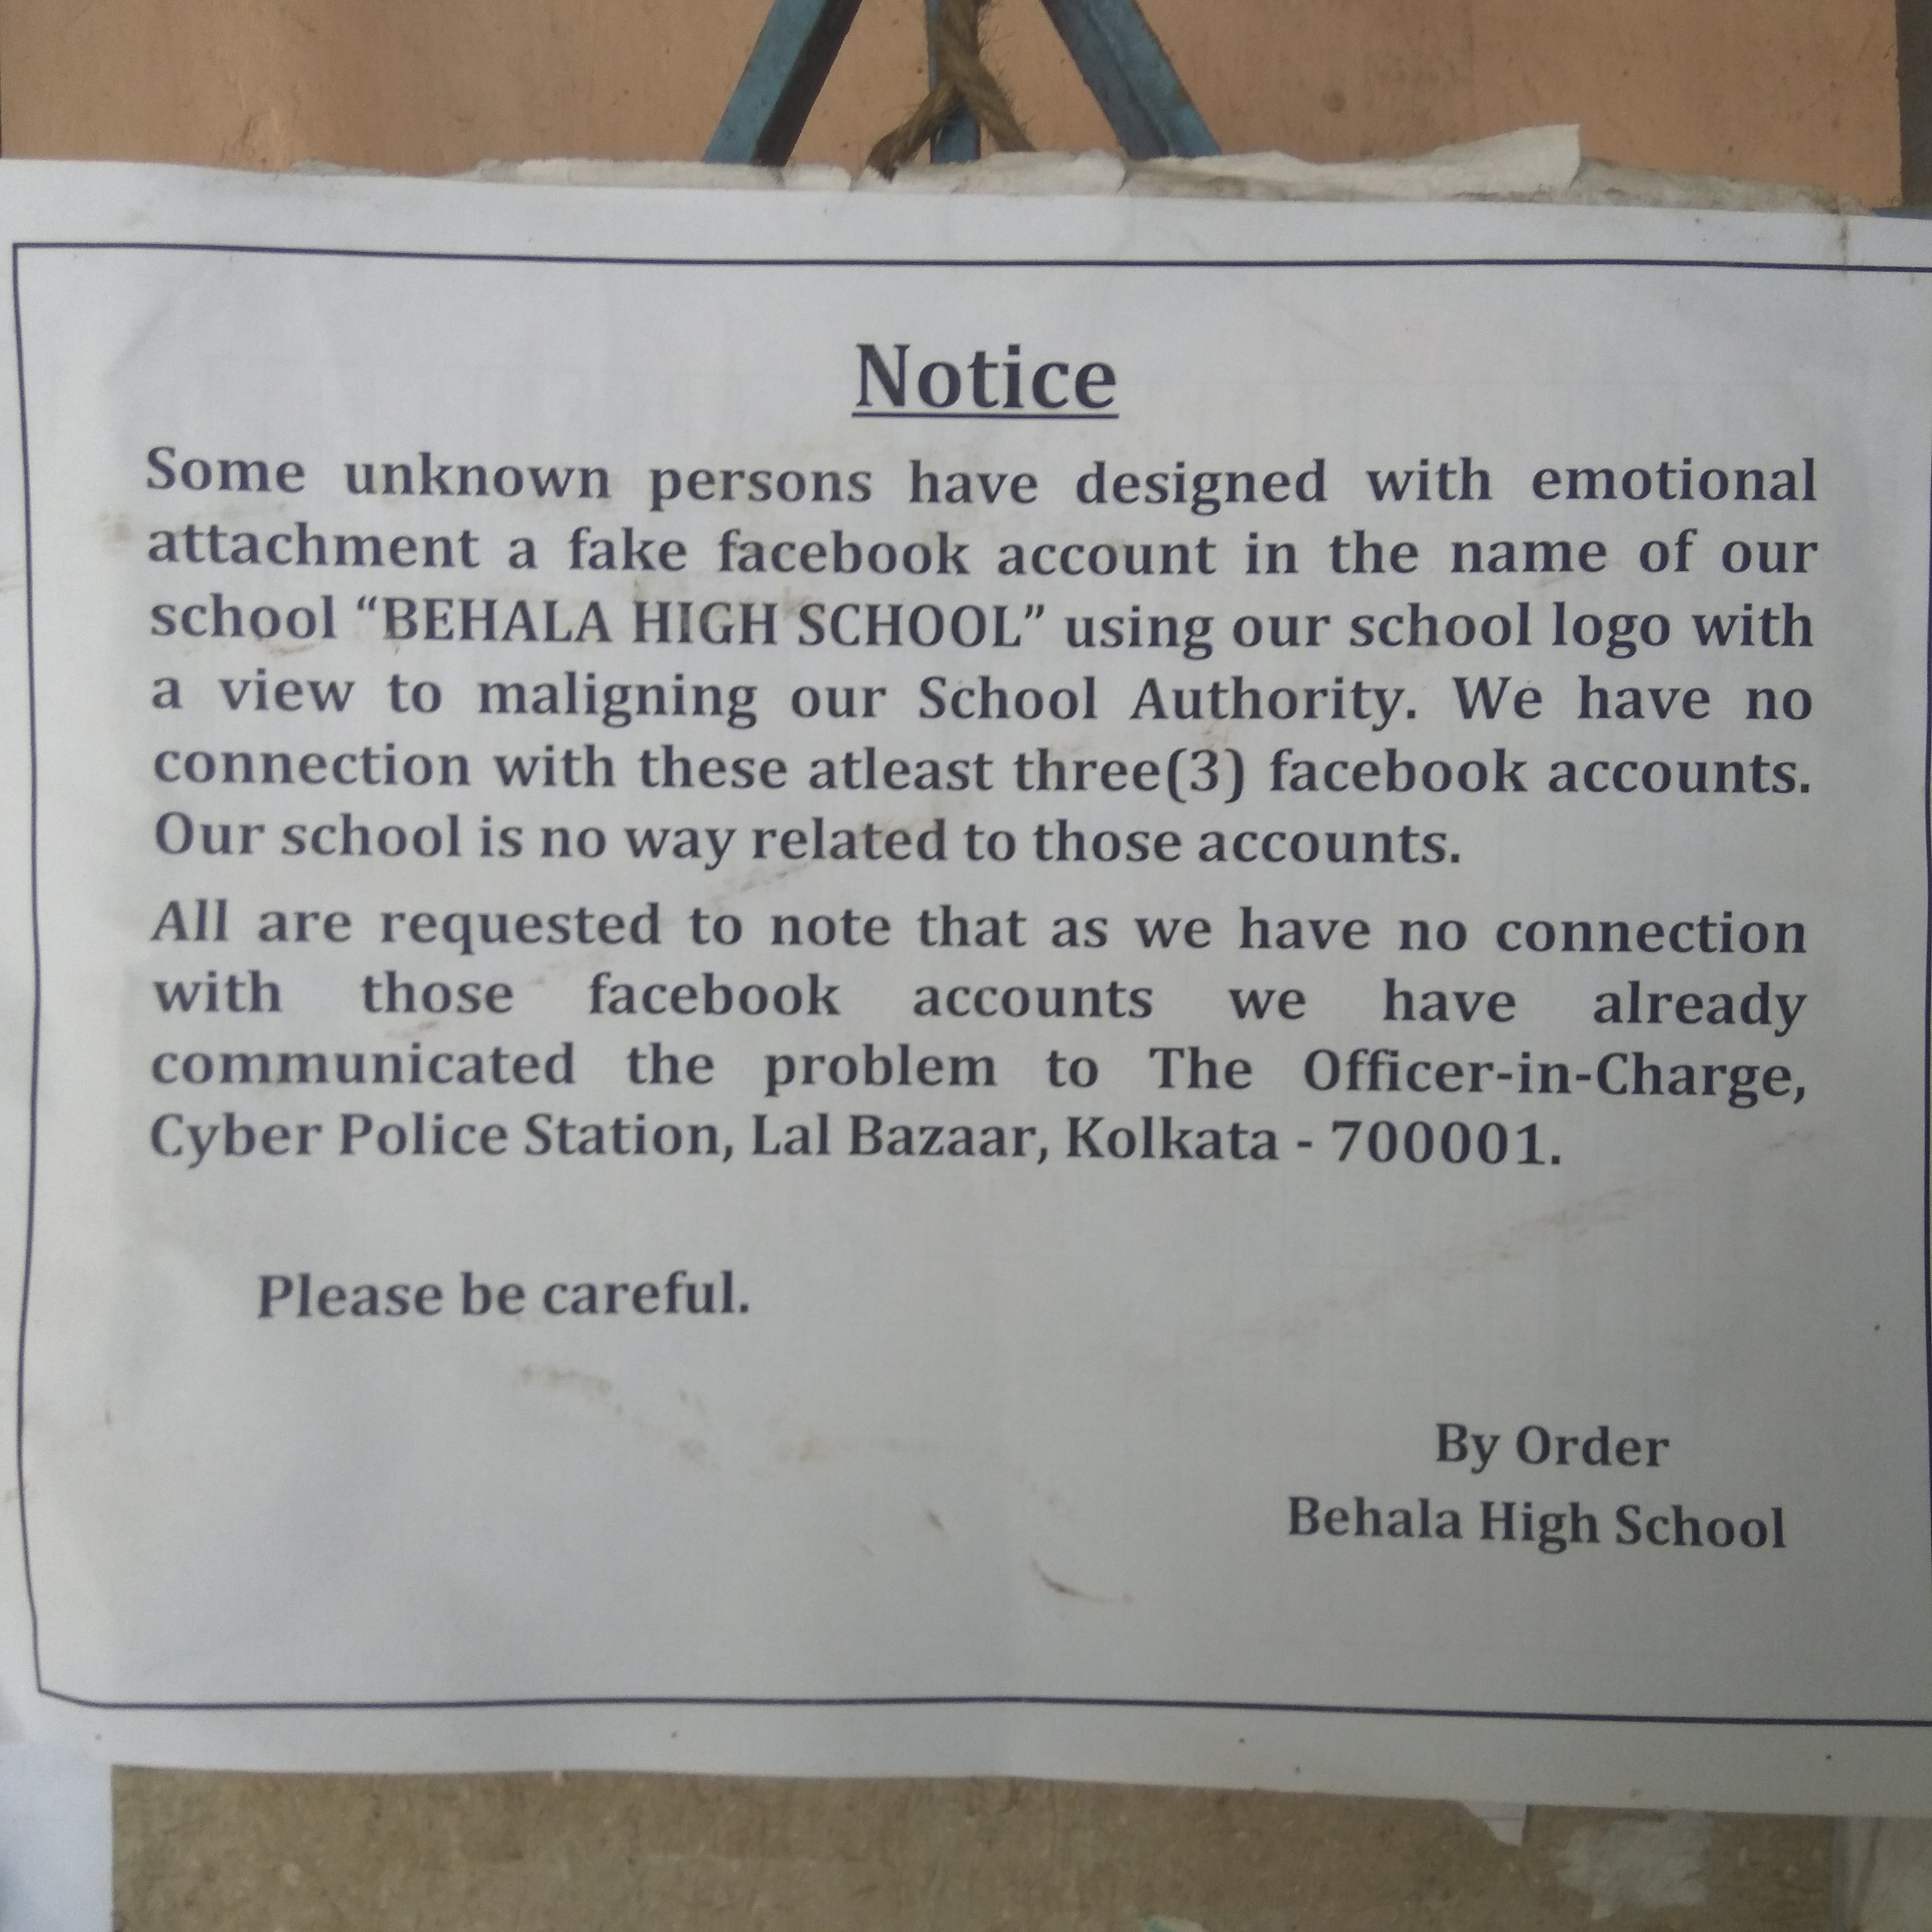 Notice
Some unknown persons have designed with emotional
attachment a fake facebook account in the name of our
school “BEHALA HIGH SCHOOL” using our school logo with
a view to maligning our School Authority. We have no
connection with these atleast three(3) facebook accounts.
Our school is no way related to those accounts.
All are requested to note that as we have no connection
with those facebook accounts we have already
communicated the problem to The Officer-in-Charge,
Cyber Police Station, Lal Bazaar, Kolkata - 700001.
Please be careful.
By Order
Behala High School